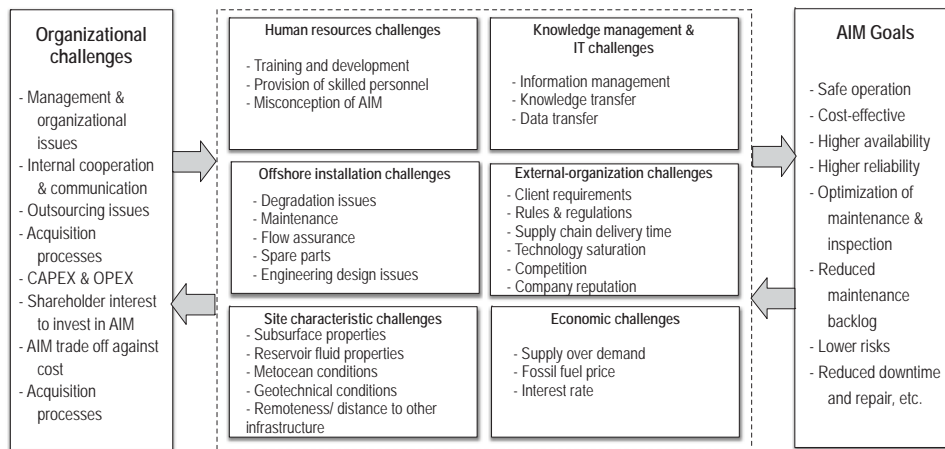 Organizational
challenges
- Management &
organizational
issues
- Internal cooperation
& communication
- Outsourcing issues
- Acquisition
processes
- CAPEX & OPEX
- Shareholder interest
to invest in AIM
- AIM trade off against
cost
- Acquisition
processes
Human resources challenges
- Training and development
- Provision of skilled personnel
- Misconception of AIM
Knowledge management &
IT challenges
- Information management
- Knowledge transfer
- Data transfer
Offshore installation challenges
- Degradation issues
- Maintenance
- Flow assurance
- Spare parts
- Engineering design issues
External-organization challenges
- Client requirements
- Rules & regulations
- Supply chain delivery time
- Technology saturation
- Competition
- Company reputation
Site characteristic challenges
- Subsurface properties
- Reservoir fluid properties
- Metocean conditions
- Geotechnical conditions
- Remoteness/ distance to other
infrastructure
Economic challenges
- Supply over demand
- Fossil fuel price
- Interest rate
AIM Goals
- Safe operation
- Cost-effective
- Higher availability
- Higher reliability
- Optimization of
maintenance &
inspection
- Reduced
maintenance
backlog
- Lower risks
- Reduced downtime
and repair, etc.